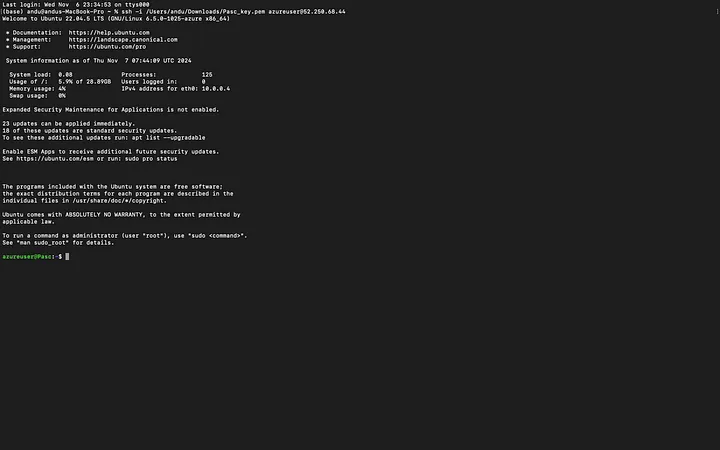 Last login: Wed Nov  6 23:34:53 on ttys000
(base) andu@andus-MacBook-Pro ~ % ssh -i /Users/andu/Downloads/Pasc_key.pem azureuser@52.250.68.44
Welcome to Ubuntu 22.04.5 LTS (GNU/Linux 6.5.0-1025-azure x86_64)

 * Documentation:  https://help.ubuntu.com
 * Management:     https://landscape.canonical.com
 * Support:        https://ubuntu.com/pro

 System information as of Thu Nov  7 07:44:09 UTC 2024

  System load:  0.08              Processes:             125
  Usage of /:   5.9% of 28.89GB   Users logged in:       0
  Memory usage: 4%                IPv4 address for eth0: 10.0.0.4
  Swap usage:   0%

Expanded Security Maintenance for Applications is not enabled.

23 updates can be applied immediately.
18 of these updates are standard security updates.
To see these additional updates run: apt list --upgradable

Enable ESM Apps to receive additional future security updates.
See https://ubuntu.com/esm or run: sudo pro status

The programs included with the Ubuntu system are free software;
the exact distribution terms for each program are described in the
individual files in /usr/share/doc/*/copyright.

Ubuntu comes with ABSOLUTELY NO WARRANTY, to the extent permitted by
applicable law.

To run a command as administrator (user "root"), use "sudo <command>".
See "man sudo_root" for details.

azureuser@Pasc:~$